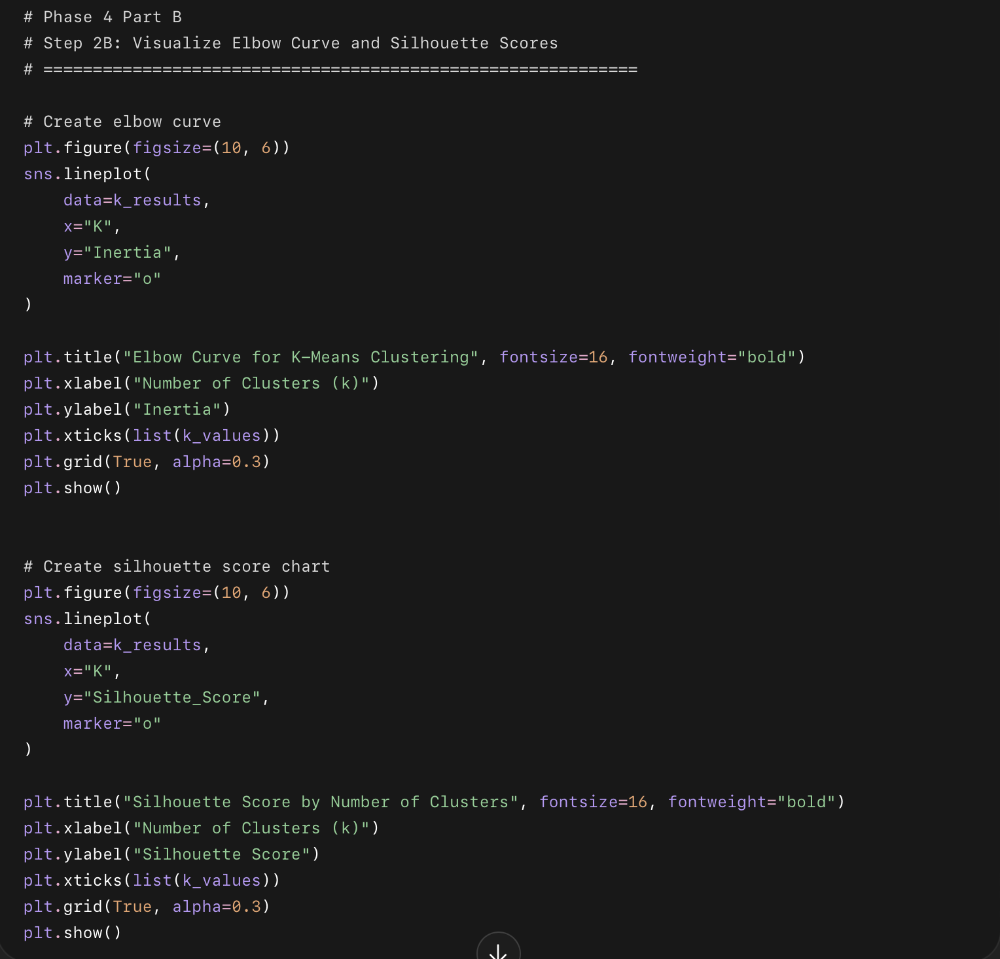 # Phase 4 Part B
# Step 2B: Visualize Elbow Curve and Silhouette Scores
# ============================================================
# Create elbow curve
plt.figure(figsize=(10, 6))
sns.lineplot(
    data=k_results,
    x="K",
    y="Inertia",
    marker="o"
)
plt.title("Elbow Curve for K-Means Clustering", fontsize=16, fontweight="bold")
plt.xlabel("Number of Clusters (k)")
plt.ylabel("Inertia")
plt.xticks(list(k_values))
plt.grid(True, alpha=0.3)
plt.show()
# Create silhouette score chart
plt.figure(figsize=(10, 6))
sns.lineplot(
    data=k_results,
    x="K",
    y="Silhouette_Score",
    marker="o"
)
plt.title("Silhouette Score by Number of Clusters", fontsize=16, fontweight="bold")
plt.xlabel("Number of Clusters (k)")
plt.ylabel("Silhouette Score")
plt.xticks(list(k_values))
plt.grid(True, alpha=0.3)
plt.show()